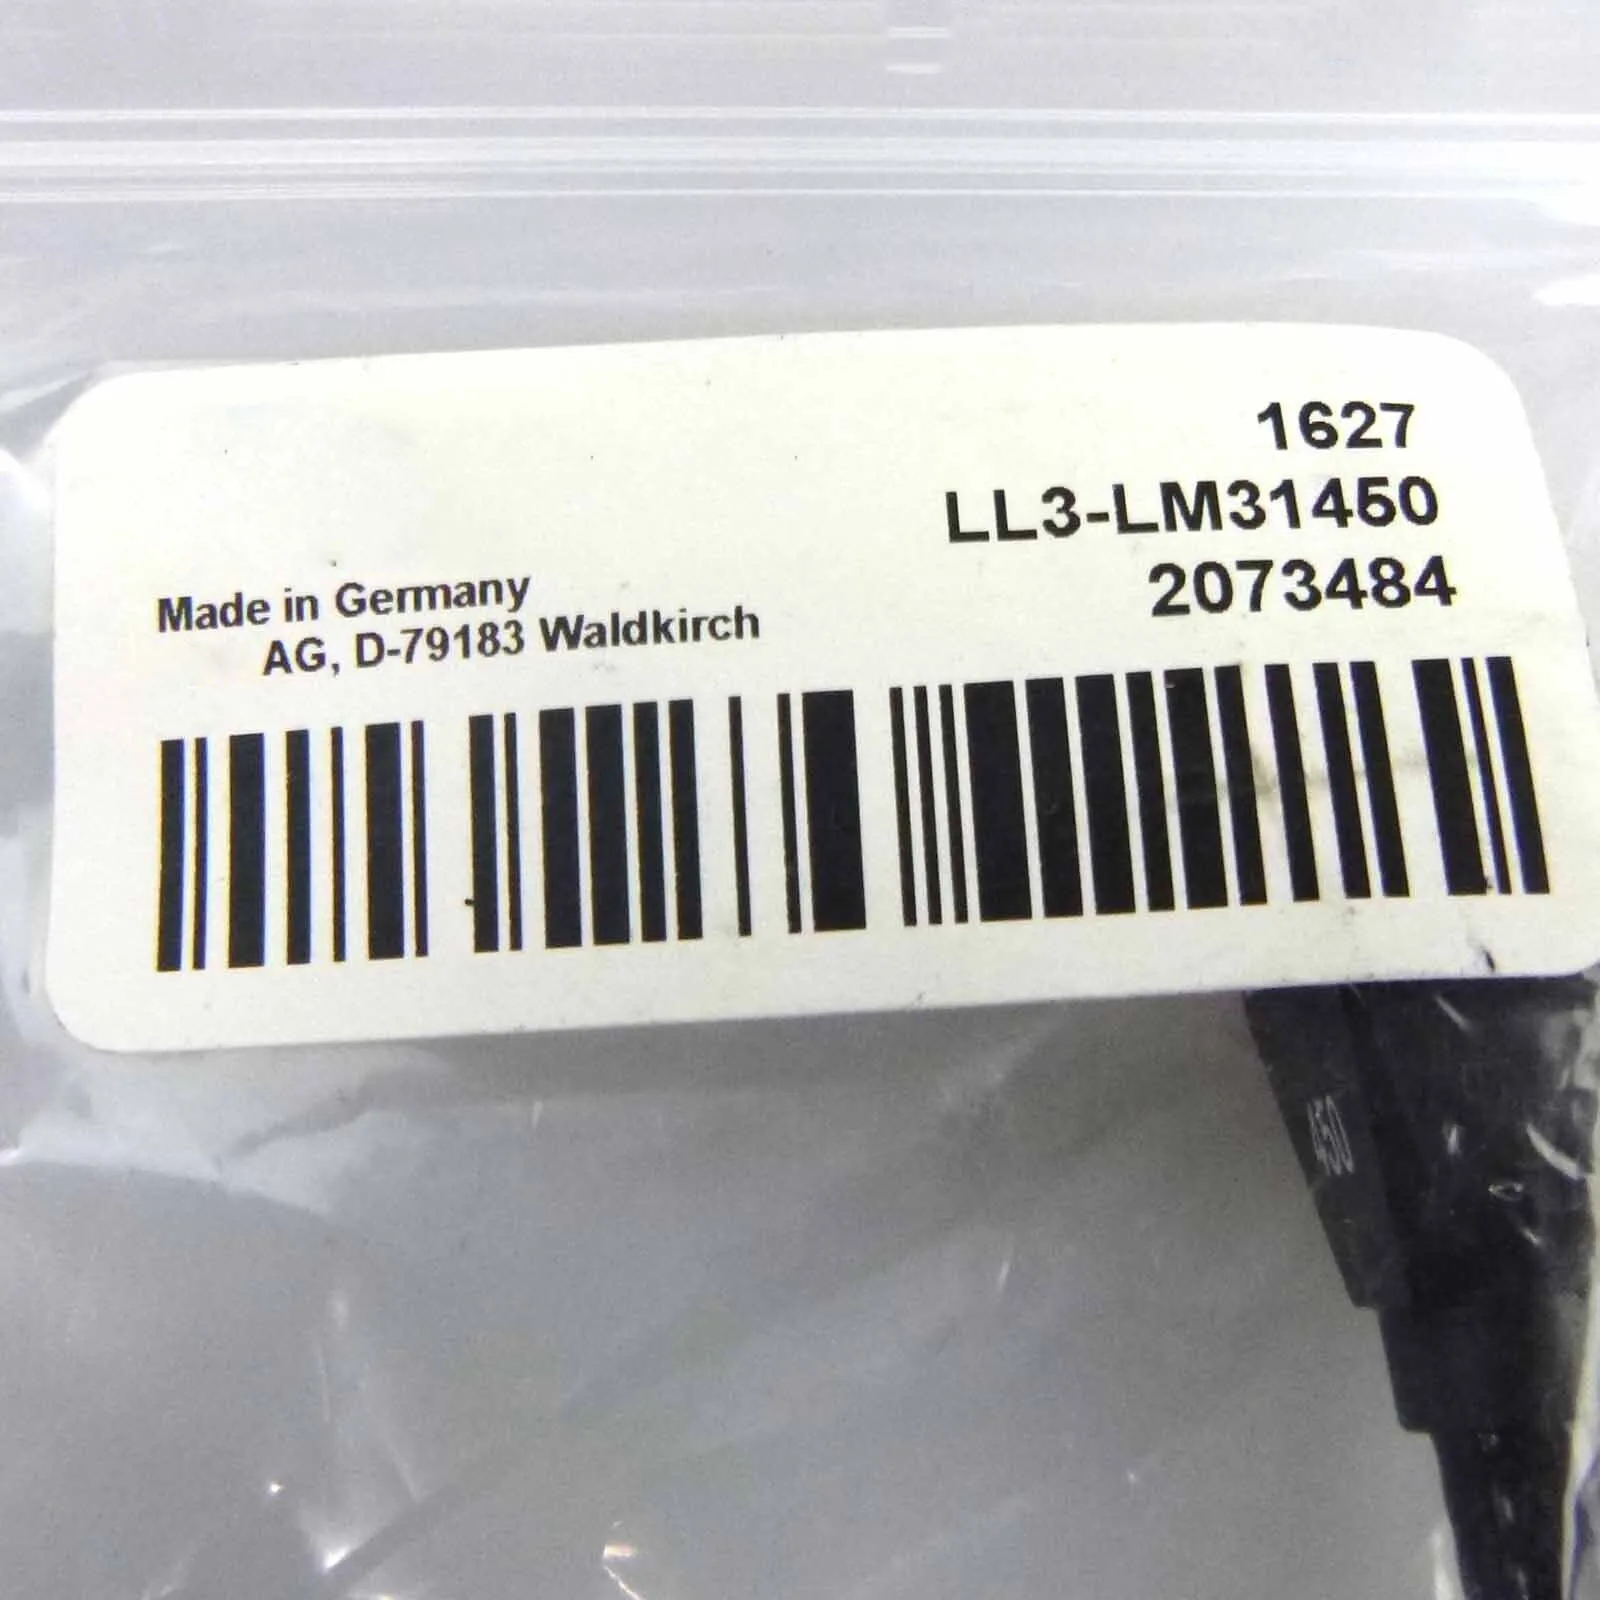 1627
LL3-LM31450
2073484
Made in Germany
AG, D-79183 Waldkirch
450